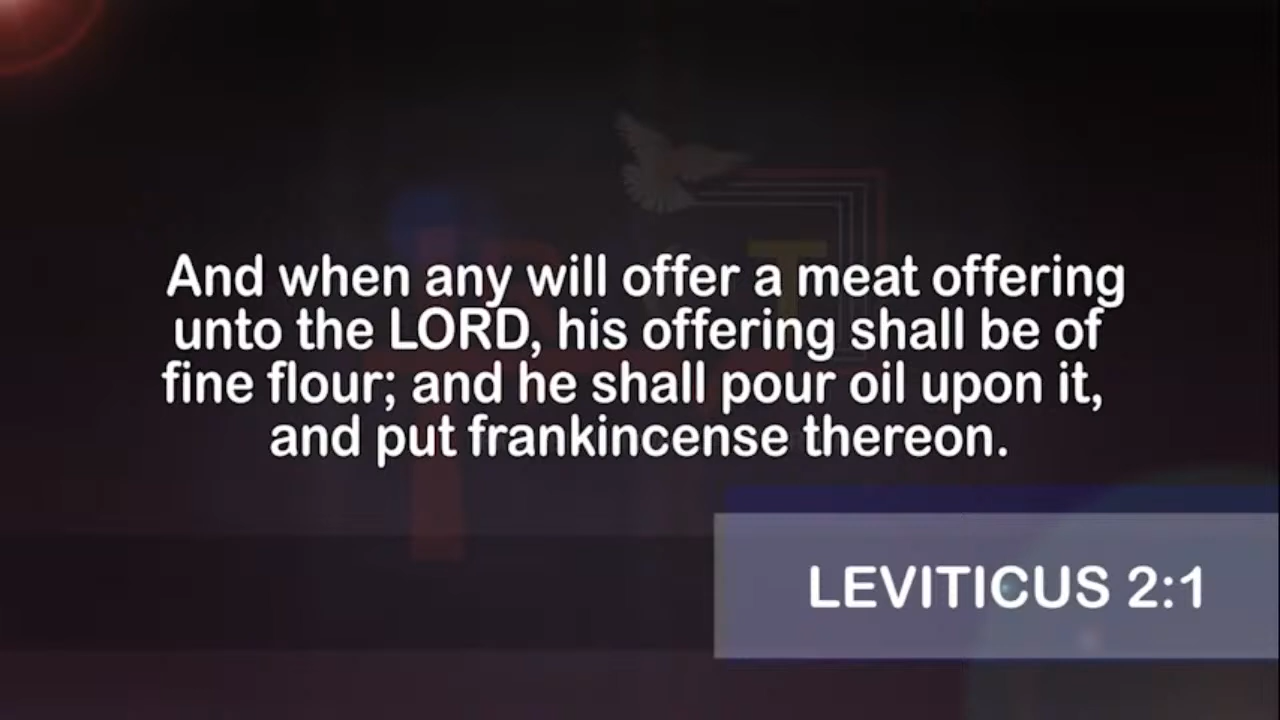 And when any will offer a meat offering
unto the LORD, his offering shall be of
fine flour; and he shall pour oil upon it,
and put frankincense thereon.
LEVITICUS 2:1